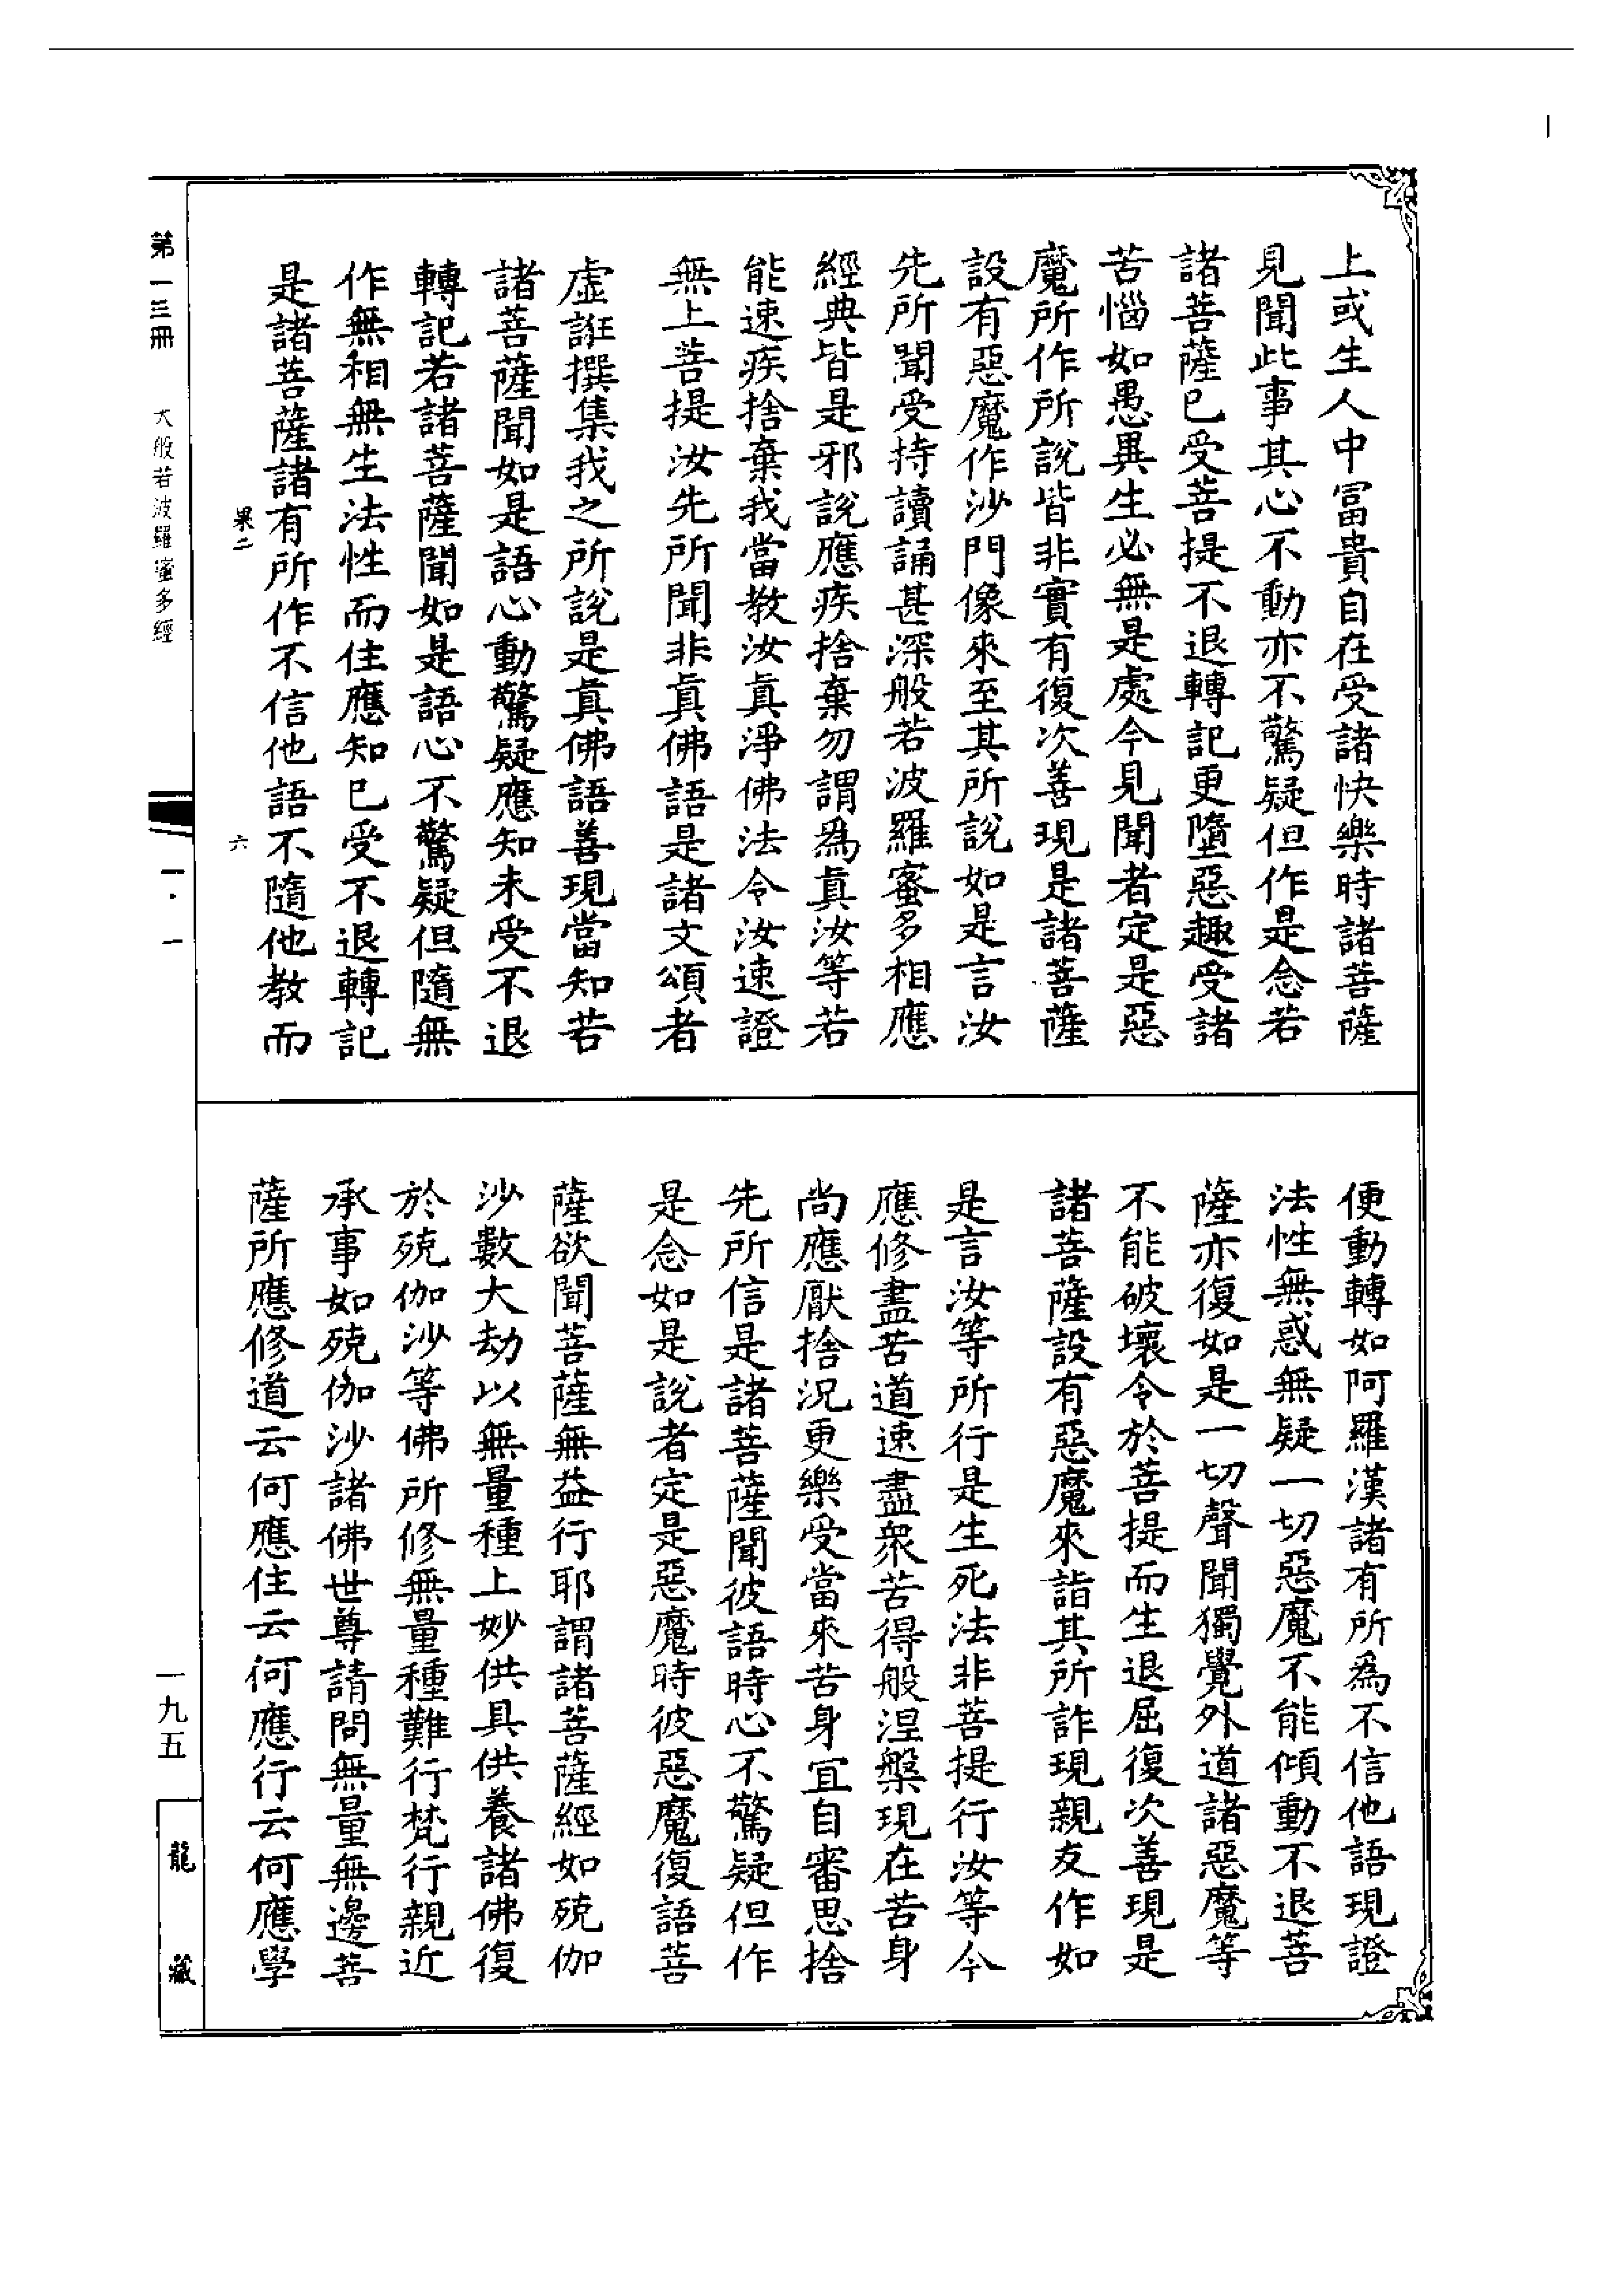 上或生人中富貴自在受諸快樂時諸菩薩
見聞此事其心不動亦不驚疑但作是念若
諸菩薩已受菩提不退轉記更墮惡趣受諸
苦惱如愚異生必無是處今見聞者定是惡
魔所作所說皆非實有復次善現是諸菩薩
設有惡魔作沙門像來至其所說如是言汝
先所聞受持讀誦甚深般若波羅蜜多相應
經典皆是邪說應疾捨棄勿謂為真汝等若
能速疾捨棄我當教汝真淨佛法令汝速證
無上菩提汝先所聞非真佛語是諸文頌者
虛誑撰集我之所說是真佛語善現當知若
諸菩薩聞如是語心動驚疑應知未受不退
轉記若諸菩薩聞如是語心不驚疑但隨無
作無相無生法性而住應知已受不退轉記
是諸菩薩諸有所作不信他語不隨他教而
果二
六
便動轉如阿羅漢諸有所為不信他語現證
法性無惑無疑一切惡魔不能傾動不退菩
薩亦復如是一切聲聞獨覺外道諸惡魔等
不能破壞令於菩提而生退屈復次善現是
諸菩薩設有惡魔來詣其所詐現親友作如
是言汝等所行是生死法非菩提行汝等今
應修盡苦道速盡眾苦得般涅槃現在苦身
尚應厭捨況更樂受當來苦身宜自審思捨
先所信是諸菩薩聞彼語時心不驚疑但作
是念如是說者定是惡魔時彼惡魔復語菩
薩欲聞菩薩無益行耶謂諸菩薩經如殑伽
沙數大劫以無量種上妙供具供養諸佛復
於殑伽沙等佛所修無量種難行梵行親近
承事如殑伽沙諸佛世尊請問無量無邊菩
薩所應修道云何應住云何應行云何應學
第一三冊
大般若波羅蜜多經
一・一
一九五
龍藏